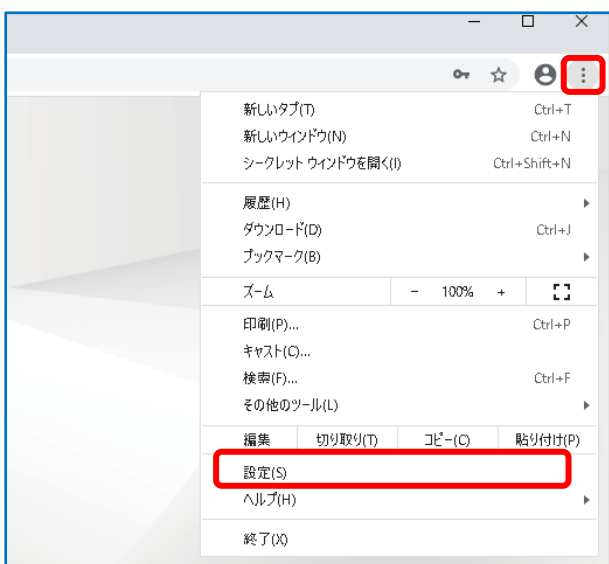 新しいタブ(T) Ctrl+T
新しいウィンドウ(N) Ctrl+N
シークレット ウィンドウを開く(I) Ctrl+Shift+N
履歴(H)
ダウンロード(D) Ctrl+J
ブックマーク(B)
ズーム - 100% +
印刷(P)... Ctrl+P
キャスト(C)...
検索(F)... Ctrl+F
その他のツール(L)
編集 切り取り(T) コピー(C) 貼り付け(P)
設定(S)
ヘルプ(H)
終了(X)